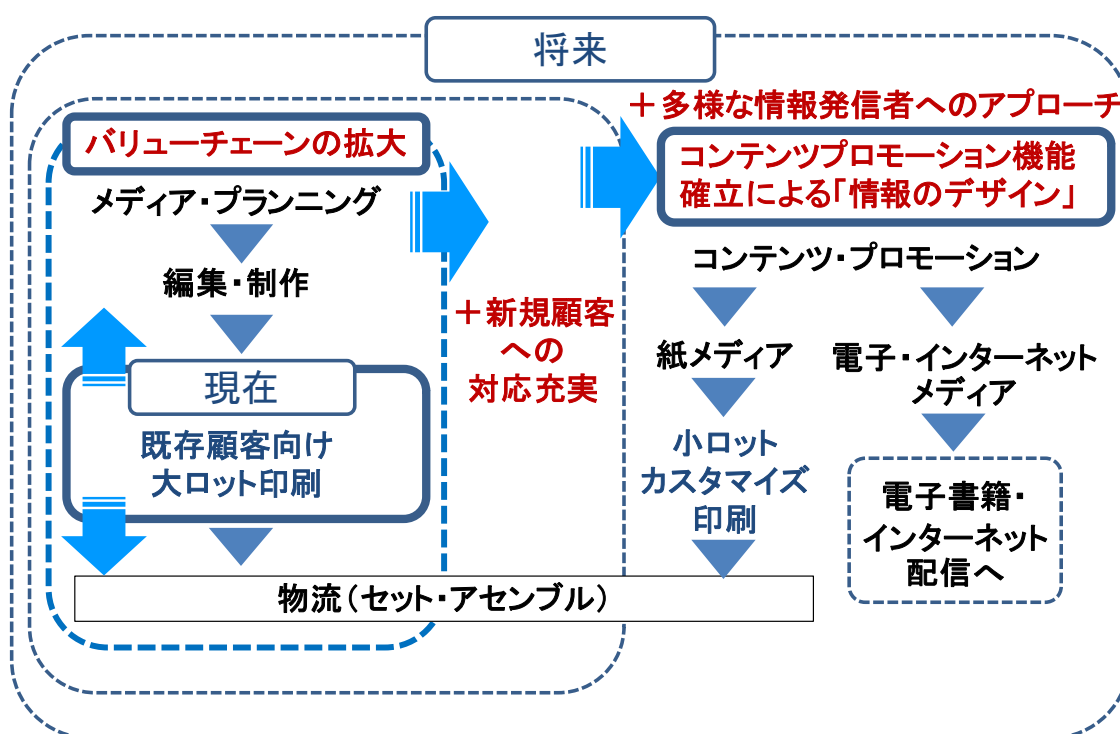 将来
バリューチェーンの拡大
メディア・プランニング
編集・制作
現在
既存顧客向け
大ロット印刷
物流（セット・アセンブル）
＋新規顧客
への
対応充実
＋多様な情報発信者へのアプローチ
コンテンツプロモーション機能
確立による「情報のデザイン」
コンテンツ・プロモーション
紙メディア
小ロット
カスタマイズ
印刷
電子・インターネット
メディア
電子書籍・
インターネット
配信へ